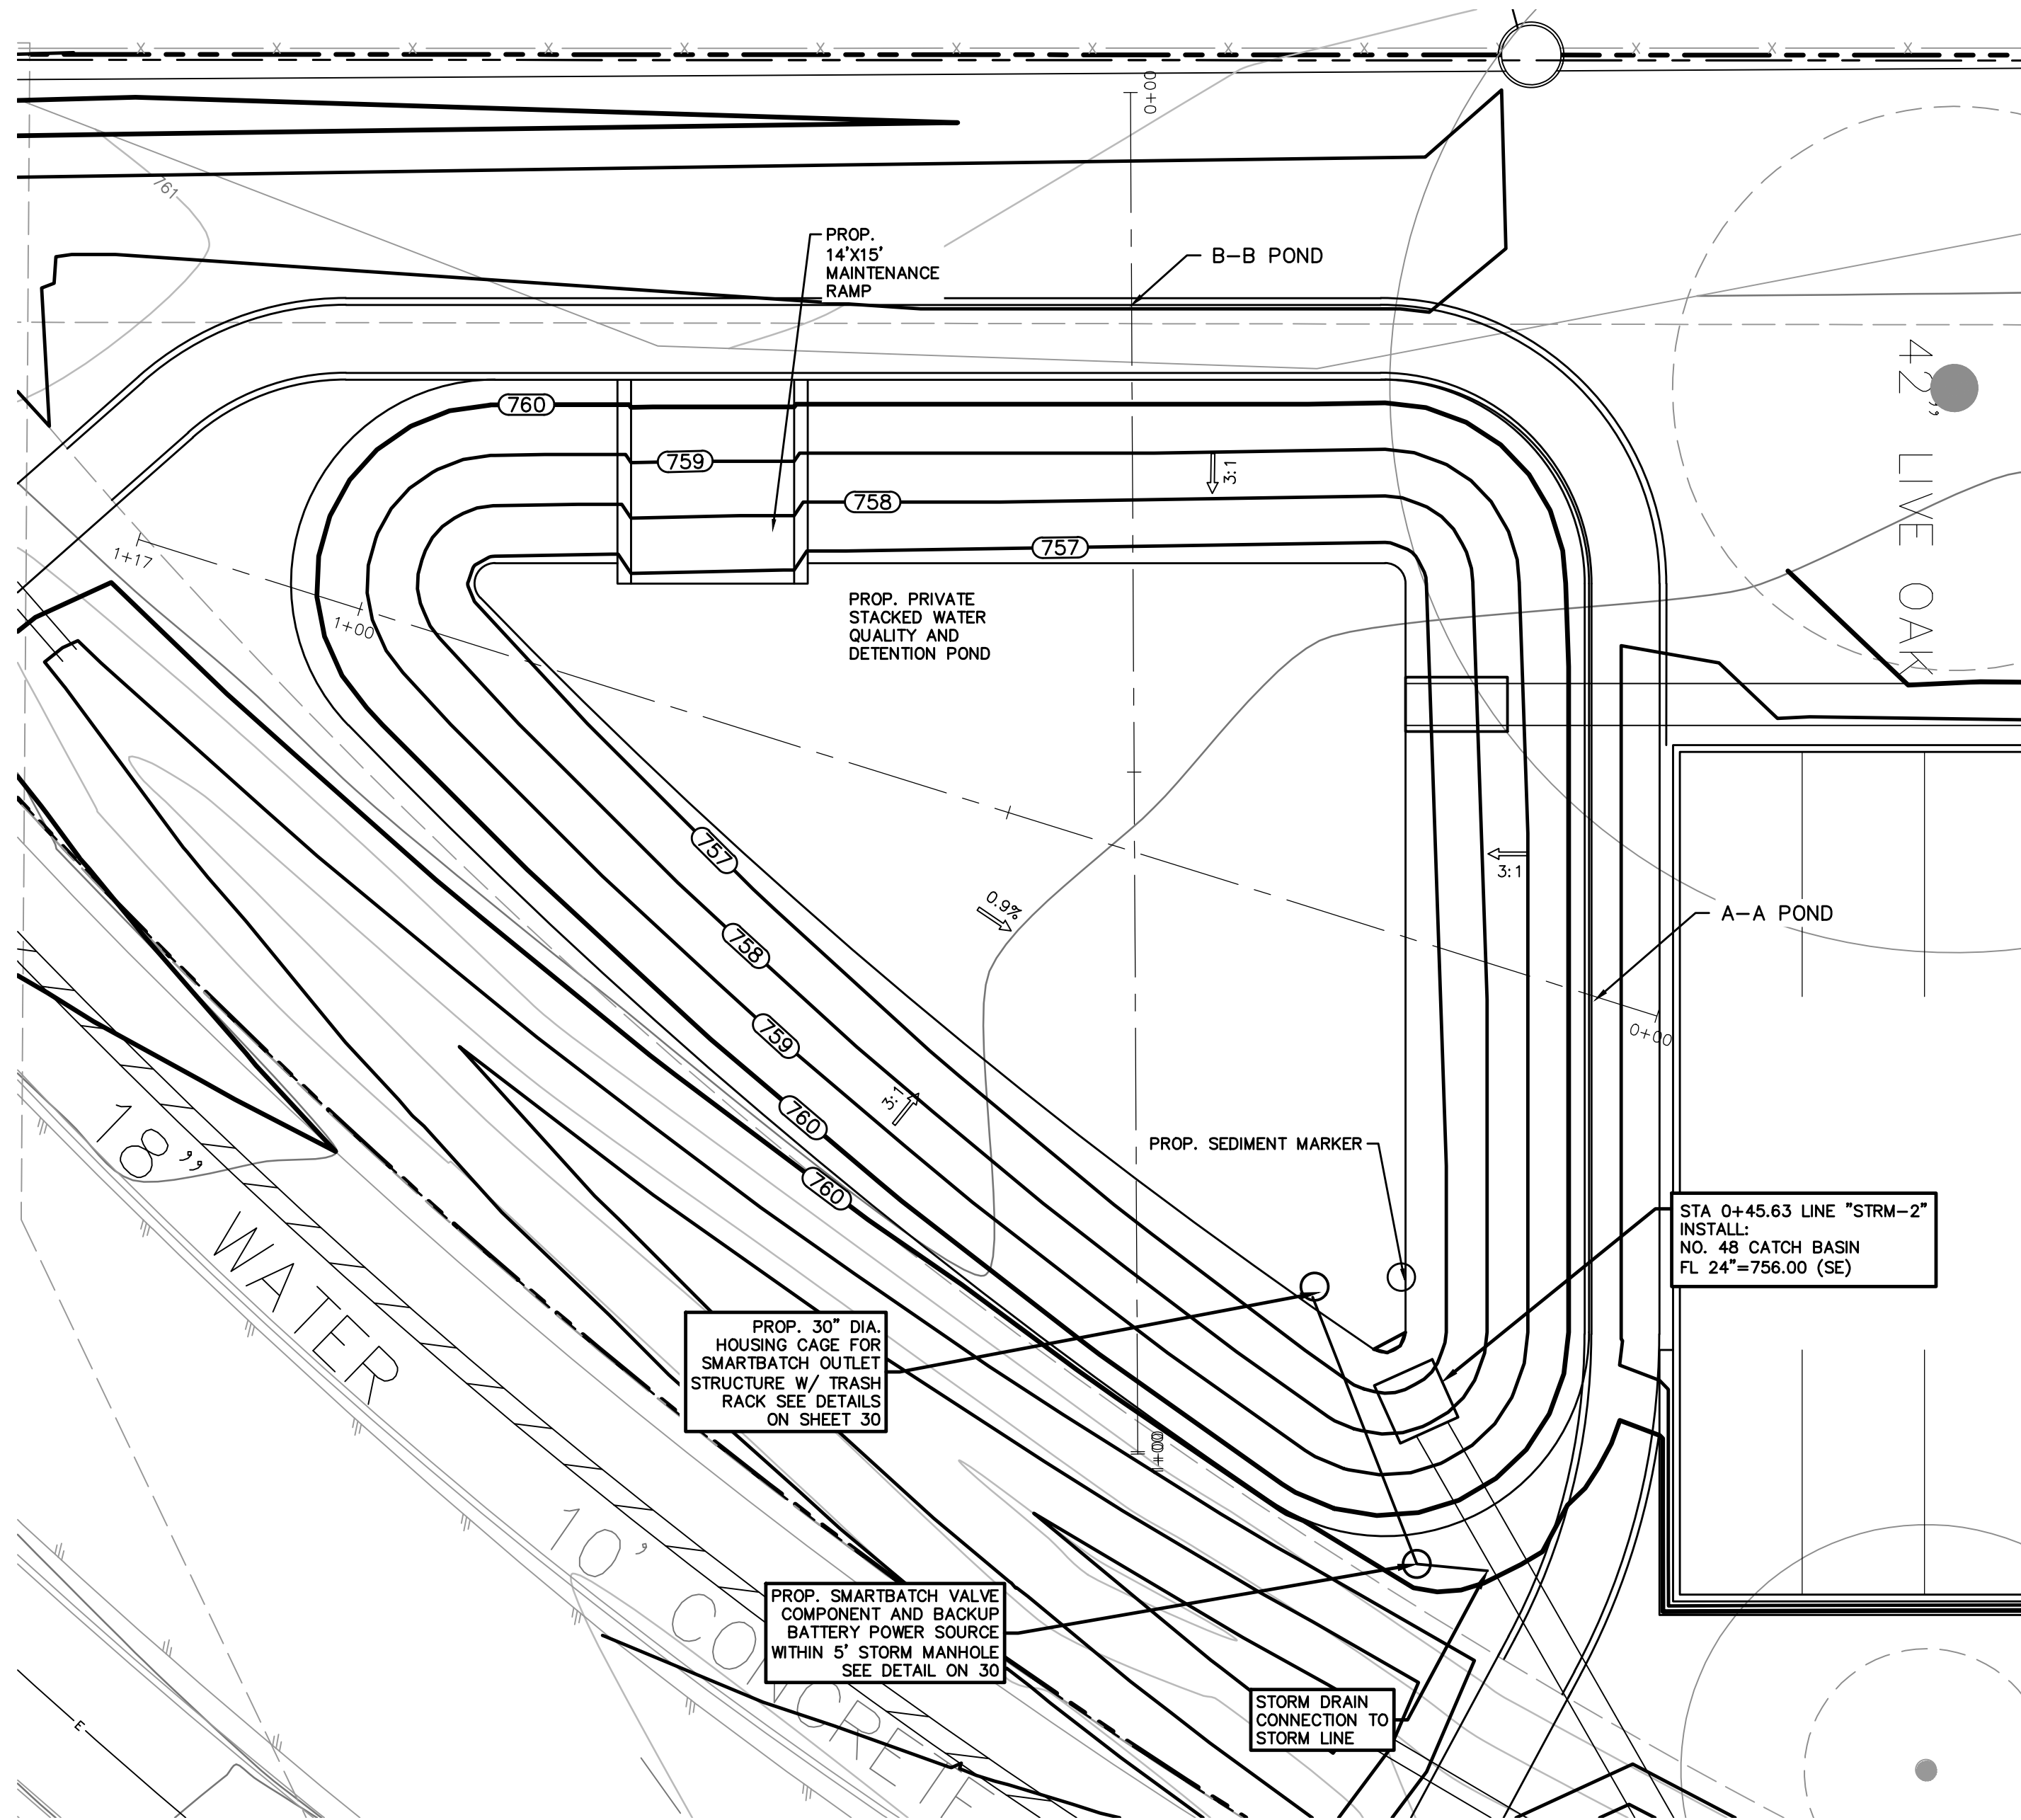 0+00
761
PROP.
14'X15'
MAINTENANCE
RAMP
B-B POND
42" LIVE OAK
760
759
758
757
3:1
1+17
1+00
PROP. PRIVATE
STACKED WATER
QUALITY AND
DETENTION POND
757
758
759
760
760
0.9%
3:1
3:1
A-A POND
0+00
18" WATER
PROP. SEDIMENT MARKER
STA 0+45.63 LINE "STRM-2"
INSTALL:
NO. 48 CATCH BASIN
FL 24"=756.00 (SE)
PROP. 30" DIA.
HOUSING CAGE FOR
SMARTBATCH OUTLET
STRUCTURE W/ TRASH
RACK SEE DETAILS
ON SHEET 30
10' CONCRETE
PROP. SMARTBATCH VALVE
COMPONENT AND BACKUP
BATTERY POWER SOURCE
WITHIN 5' STORM MANHOLE
SEE DETAIL ON 30
STORM DRAIN
CONNECTION TO
STORM LINE
E